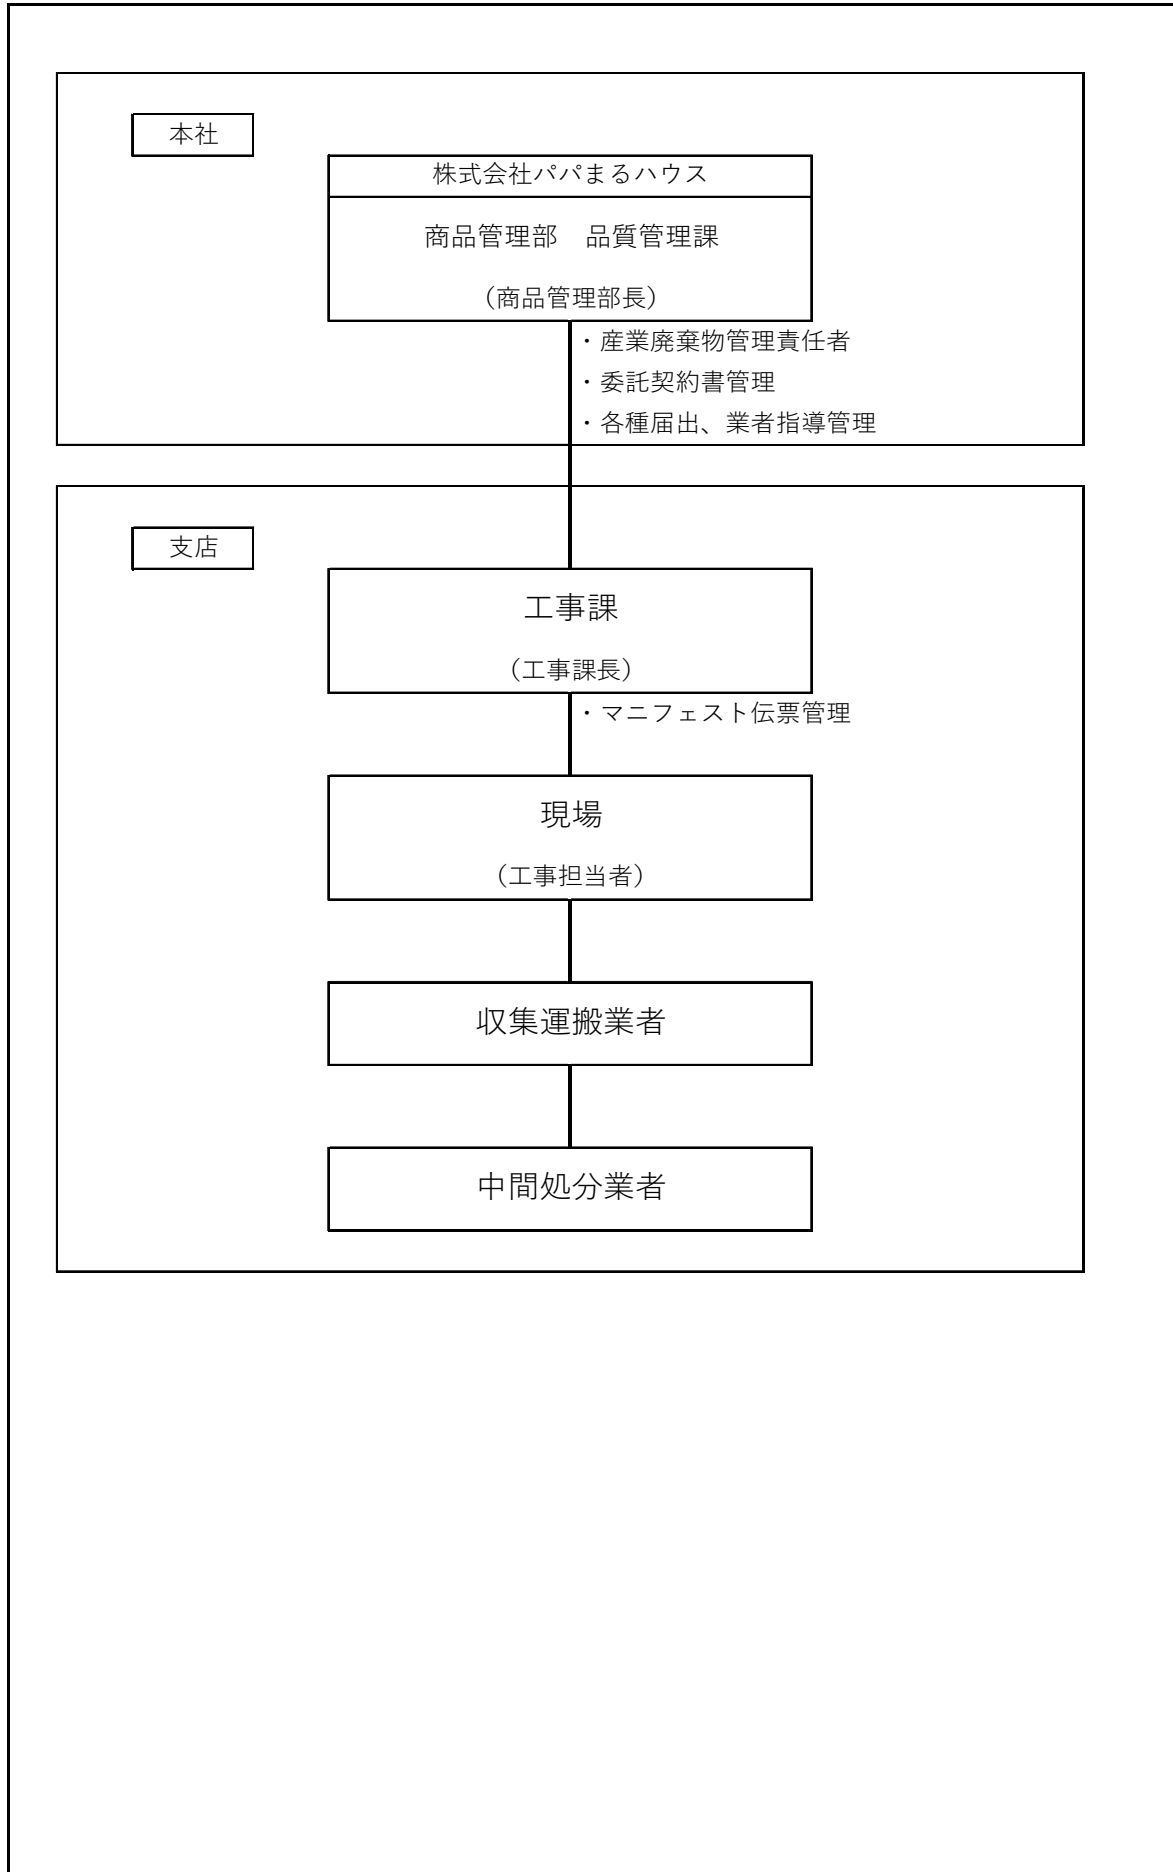 本社
株式会社パパまるハウス
商品管理部　品質管理課
（商品管理部長）
・産業廃棄物管理責任者
・委託契約書管理
・各種届出、業者指導管理
支店
工事課
（工事課長）
・マニフェスト伝票管理
現場
（工事担当者）
収集運搬業者
中間処分業者